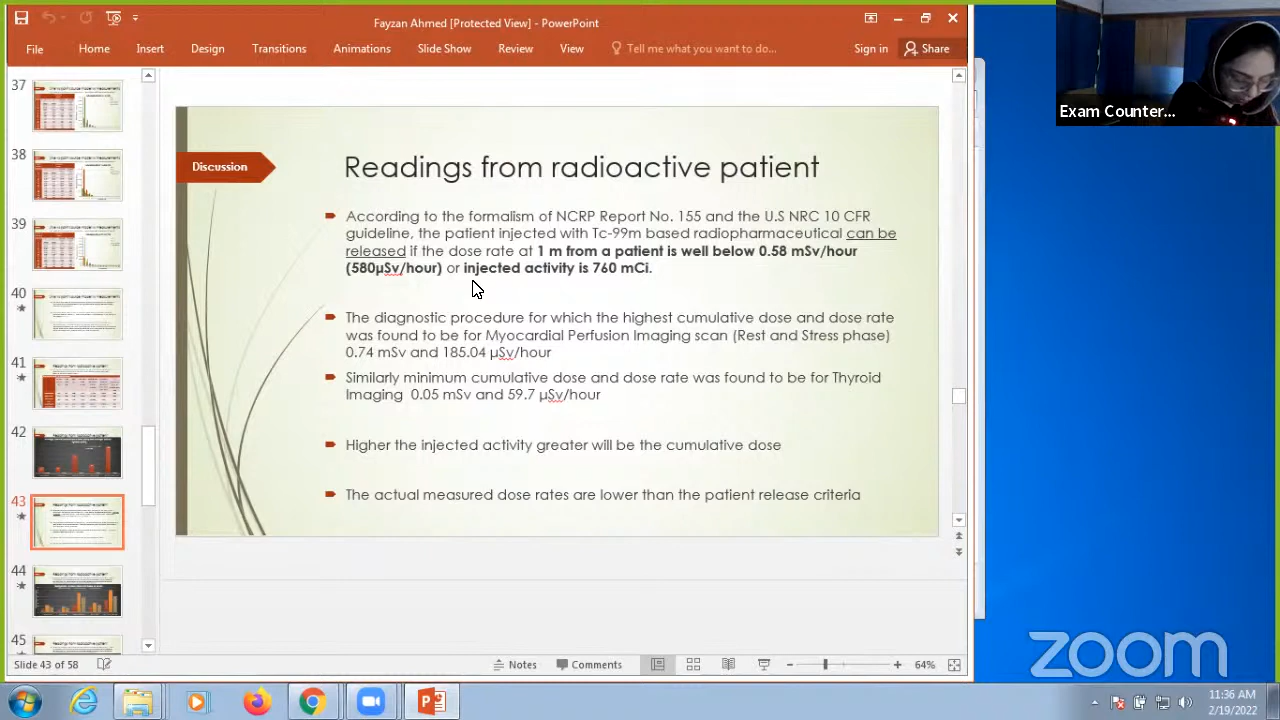 Fayzan Ahmed [Protected View] - PowerPoint
File Home Insert Design Transitions Animations Slide Show Review View Tell me what you want to do... Sign in Share
Exam Counter...
37
38
39
40
41
42
43
44
45
Discussion
Readings from radioactive patient
According to the formalism of NCRP Report No. 155 and the U.S NRC 10 CFR
guideline, the patient injected with Tc-99m based radiopharmaceutical can be
released if the dose rate at 1 m from a patient is well below 0.58 mSv/hour
(580µSv/hour) or injected activity is 760 mCi.
The diagnostic procedure for which the highest cumulative dose and dose rate
was found to be for Myocardial Perfusion Imaging scan (Rest and Stress phase)
0.74 mSv and 185.04 µSv/hour
Similarly minimum cumulative dose and dose rate was found to be for Thyroid
imaging 0.05 mSv and 59.7 µSv/hour
Higher the injected activity greater will be the cumulative dose
The actual measured dose rates are lower than the patient release criteria
Slide 43 of 58
Notes Comments 64%
zoom
11:36 AM
2/19/2022